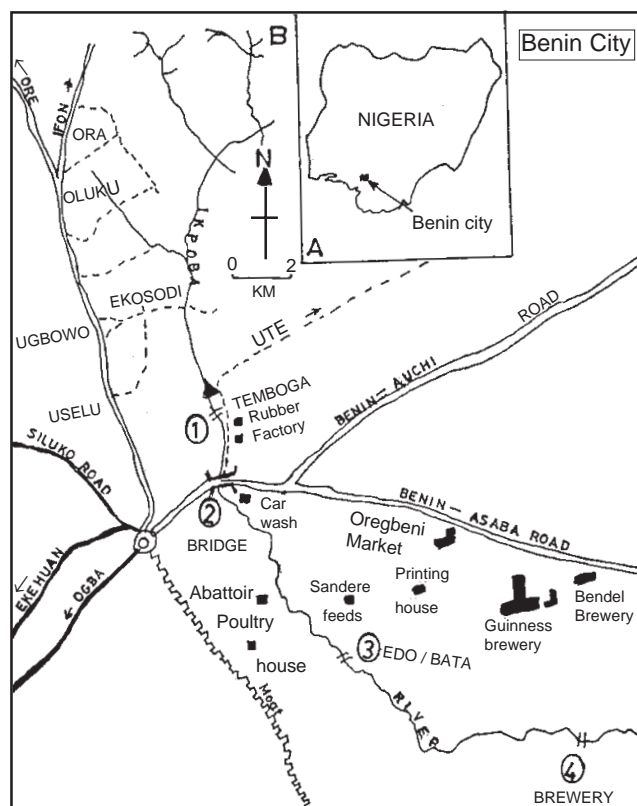 Benin City
B
NIGERIA
Benin city
A
N
0 2
KM
ORE
IFON
ORA
OLUKU
IKPOBA
EKOSODI
UGBOWO
UTE
USELU
TEMBOGA
Rubber
Factory
1
BENIN-AUCHI
ROAD
SILUKO ROAD
2
Car
wash
BRIDGE
BENIN-ASABA ROAD
Oregbeni
Market
EKEHUAN
OGBA
Abattoir
Poultry
house
Sandere
feeds
Printing
house
Guinness
brewery
Bendel
Brewery
3
EDO / BATA
Moat
RIVER
4
BREWERY